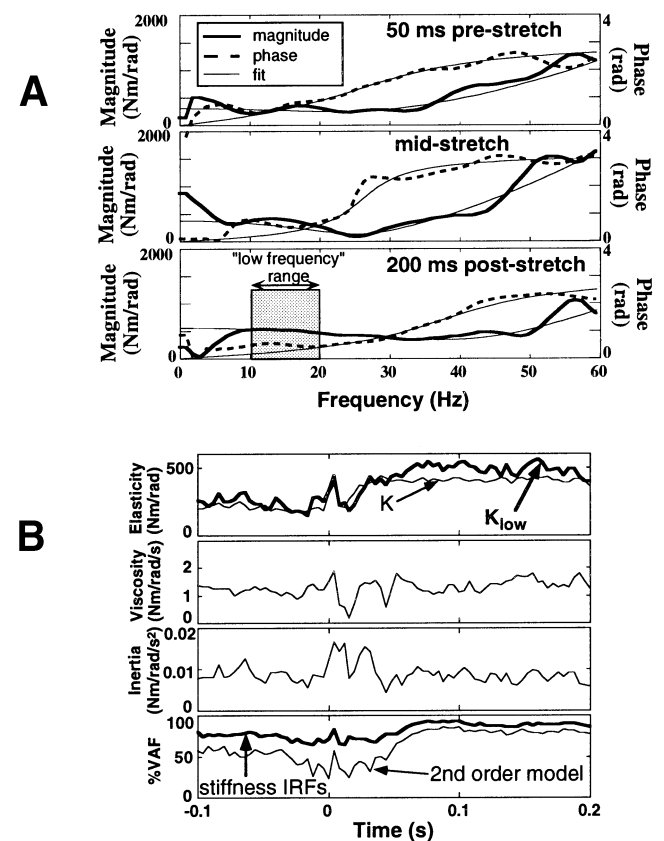 A
50 ms pre-stretch
magnitude
phase
fit
Magnitude
(Nm/rad)
2000
0
4
0
Phase
(rad)
mid-stretch
Magnitude
(Nm/rad)
2000
0
4
0
Phase
(rad)
200 ms post-stretch
"low frequency"
range
Magnitude
(Nm/rad)
2000
0
4
0
Phase
(rad)
0 10 20 30 40 50 60
Frequency (Hz)
B
Elasticity
(Nm/rad)
500
0
K
Klow
Viscosity
(Nm/rad/s)
2
1
0
Inertia
(Nm/rad/s²)
0.02
0.01
0
%VAF
100
50
0
stiffness IRFs
2nd order model
-0.1 0 0.1 0.2
Time (s)